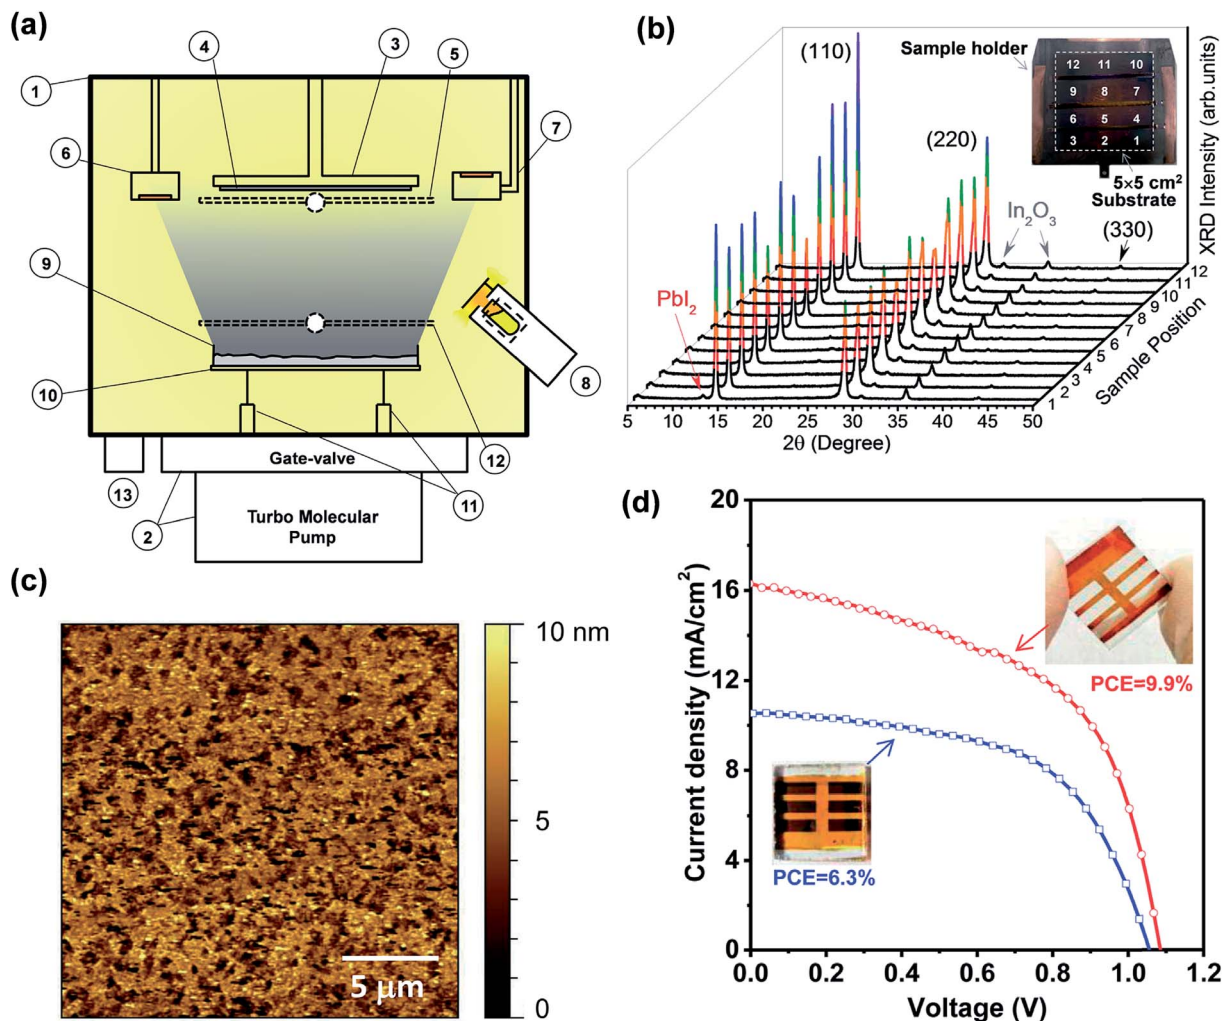 (a)
4
3
5
1
6
7
9
10
8
Gate-valve
12
13
11
2
Turbo Molecular
Pump
(b)
(110)
Sample holder
12 11 10
9 8 7
6 5 4
3 2 1
(220)
5×5 cm²
Substrate
In₂O₃
(330)
PbI₂
XRD Intensity (arb.units)
1 2 3 4 5 6 7 8 9 10 11 12
Sample Position
5 10 15 20 25 30 35 40 45 50
2θ (Degree)
(c)
10 nm
5
0
5 μm
(d)
20
16
12
8
4
0
Current density (mA/cm²)
PCE=9.9%
PCE=6.3%
0.0 0.2 0.4 0.6 0.8 1.0 1.2
Voltage (V)